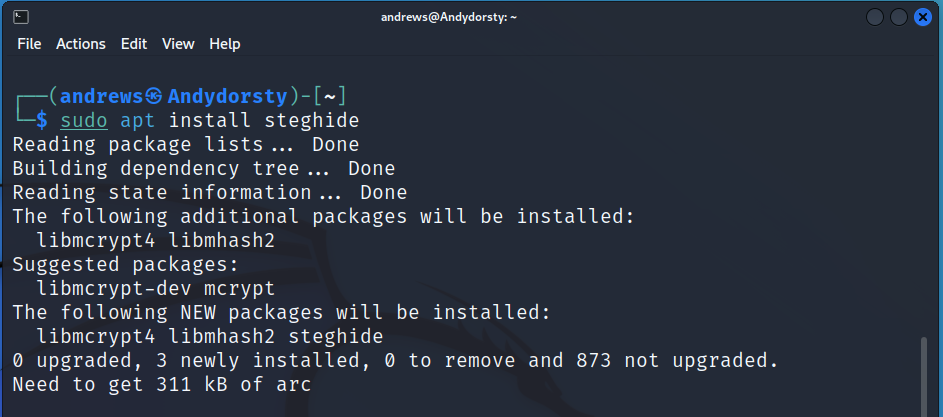 andrews@Andydorsty: ~
File Actions Edit View Help
┌──(andrews㉿Andydorsty)-[~]
└─$ sudo apt install steghide
Reading package lists... Done
Building dependency tree... Done
Reading state information... Done
The following additional packages will be installed:
  libmcrypt4 libmhash2
Suggested packages:
  libmcrypt-dev mcrypt
The following NEW packages will be installed:
  libmcrypt4 libmhash2 steghide
0 upgraded, 3 newly installed, 0 to remove and 873 not upgraded.
Need to get 311 kB of arc